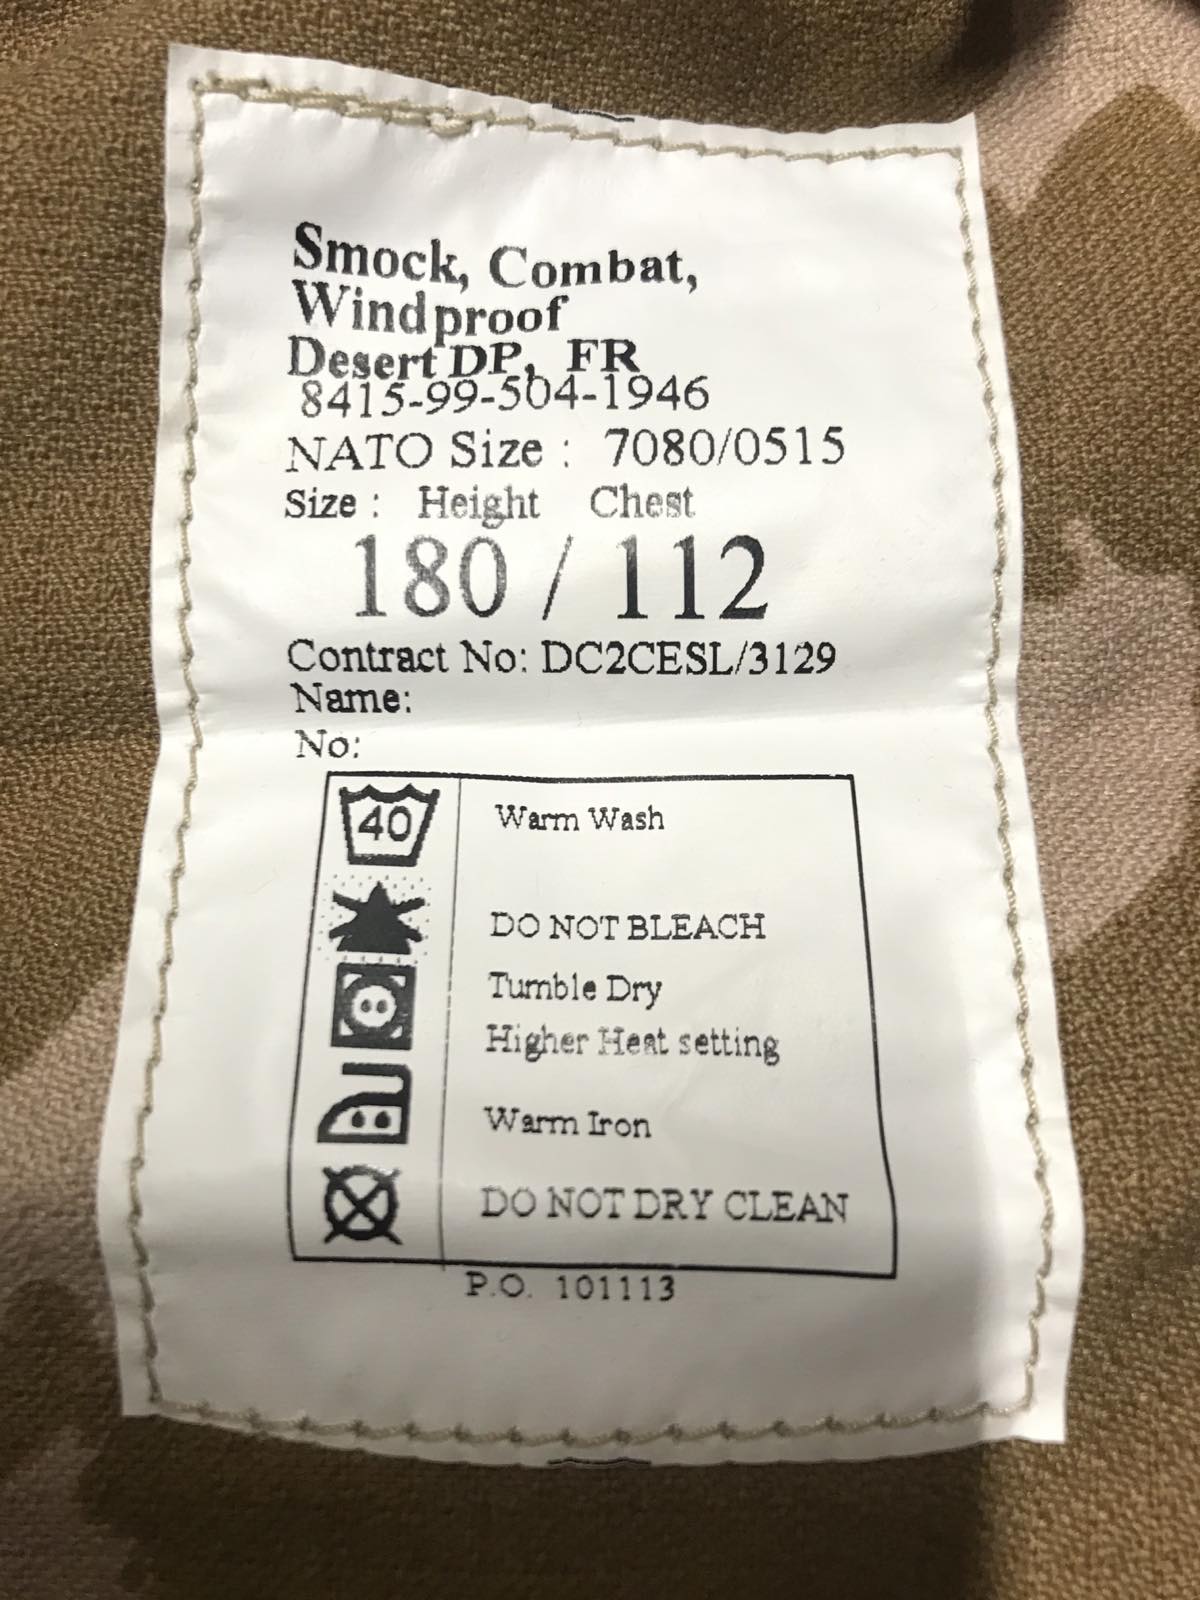 Smock, Combat,
Windproof
Desert DP, FR
8415-99-504-1946
NATO Size : 7080/0515
Size : Height Chest
180 / 112
Contract No: DC2CESL/3129
Name:
No:
40 Warm Wash
DO NOT BLEACH
Tumble Dry
Higher Heat setting
Warm Iron
DO NOT DRY CLEAN
P.O. 101113